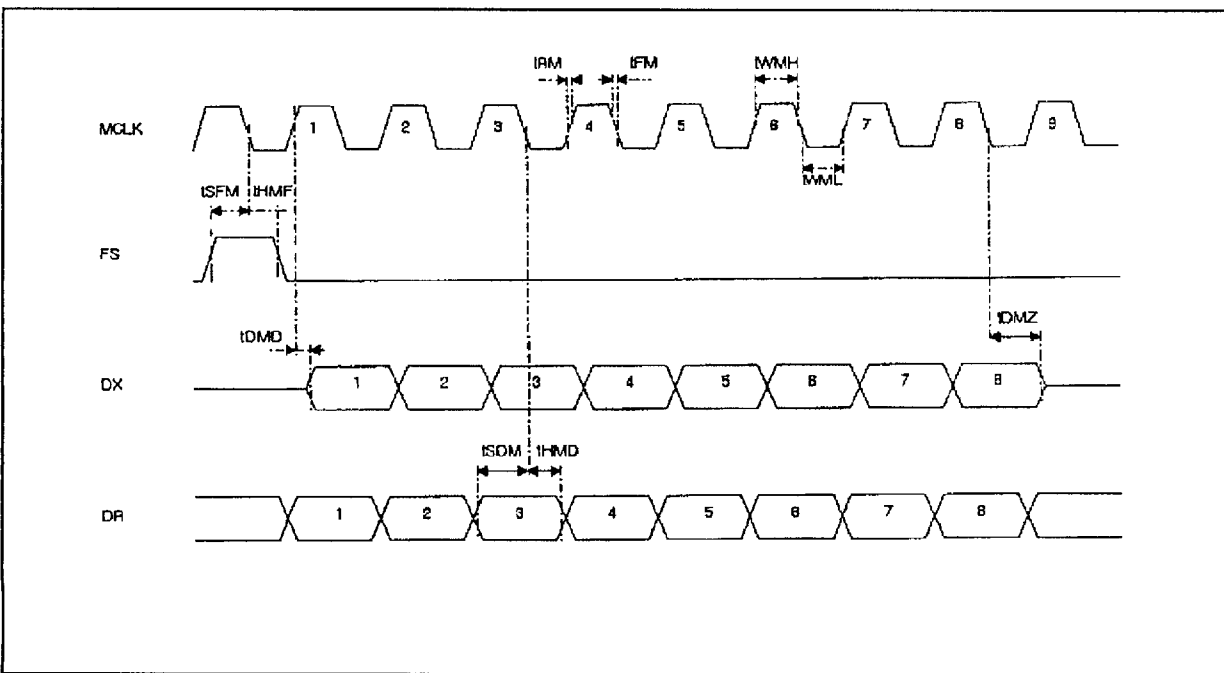 tRM tFM tWMH
MCLK 1 2 3 4 5 6 7 8 9
tWML
tSFM tHMF
FS
tDMZ
tDMD
DX 1 2 3 4 5 6 7 8
tSDM tHMD
DR 1 2 3 4 5 6 7 8